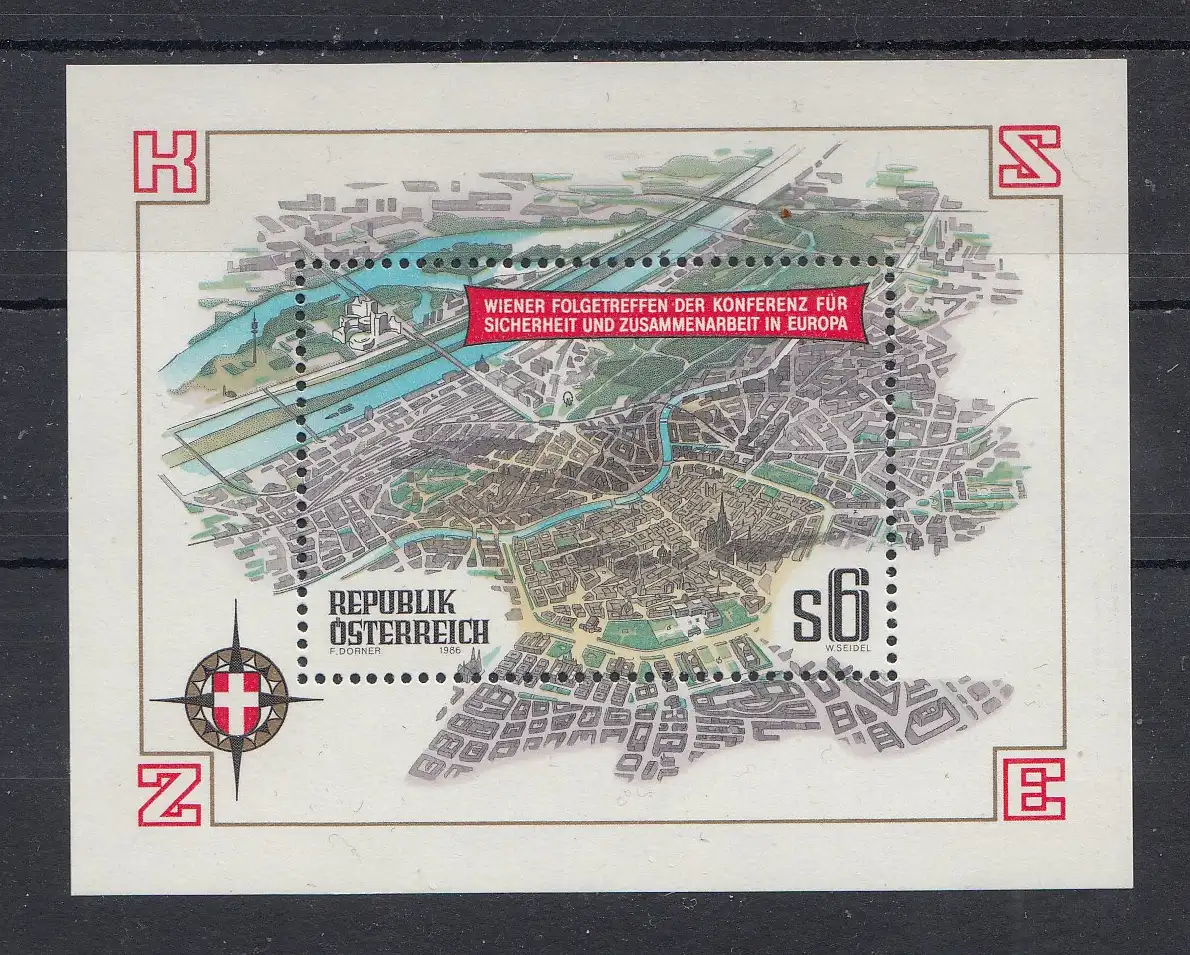 K
S
WIENER FOLGETREFFEN DER KONFERENZ FÜR
SICHERHEIT UND ZUSAMMENARBEIT IN EUROPA
REPUBLIK
ÖSTERREICH
F. DORNER 1986
S6
W. SEIDEL
Z
E